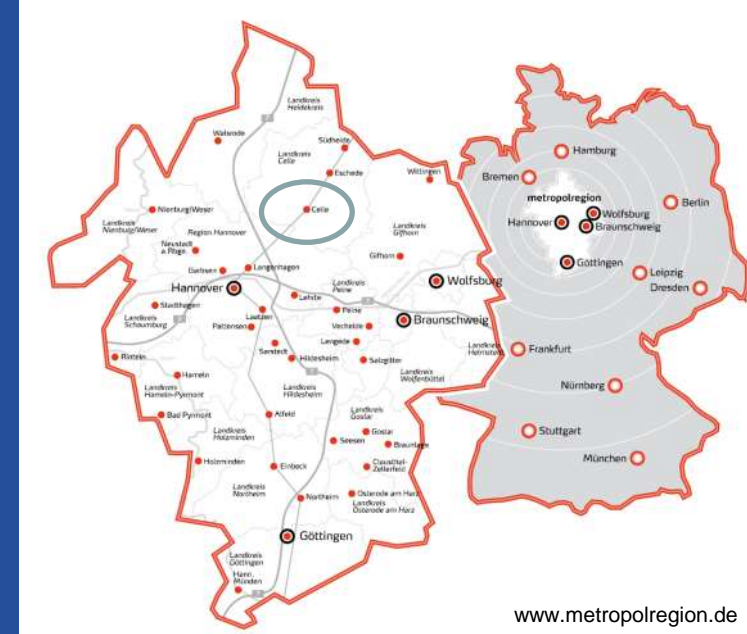 Landkreis
Heidekreis
7
Walsrode
Südheide
Landkreis
Celle
Eschede
Wittingen
Nienburg/Weser
Celle
Landkreis
Nienburg/Weser
Region Hannover
Landkreis
Gifhorn
Neustadt
a. Rbge.
Gifhorn
Garbsen
Langenhagen
Landkreis
Peine
Hannover
Wolfsburg
Lehrte
2
Stadthagen
Peine
Laatzen
Braunschweig
Landkreis
Schaumburg
2
Pattensen
Vechelde
Lengede
Sarstedt
Landkreis
Helmstedt
Rinteln
Hildesheim
Salzgitter
7
Hameln
Landkreis
Wolfenbüttel
Landkreis
Hameln-Pyrmont
Landkreis
Hildesheim
Bad Pyrmont
Alfeld
Landkreis
Goslar
Landkreis
Holzminden
Goslar
Seesen
Braunlage
Holzminden
Einbeck
Clausthal-
Zellerfeld
Landkreis
Northeim
Northeim
Osterode am Harz
Landkreis
Osterode am Harz
Göttingen
Landkreis
Göttingen
Hann.
Münden
7
Hamburg
Bremen
metropolregion
Berlin
Wolfsburg
Hannover
Braunschweig
Göttingen
Leipzig
Dresden
Frankfurt
Nürnberg
Stuttgart
München
www.metropolregion.de